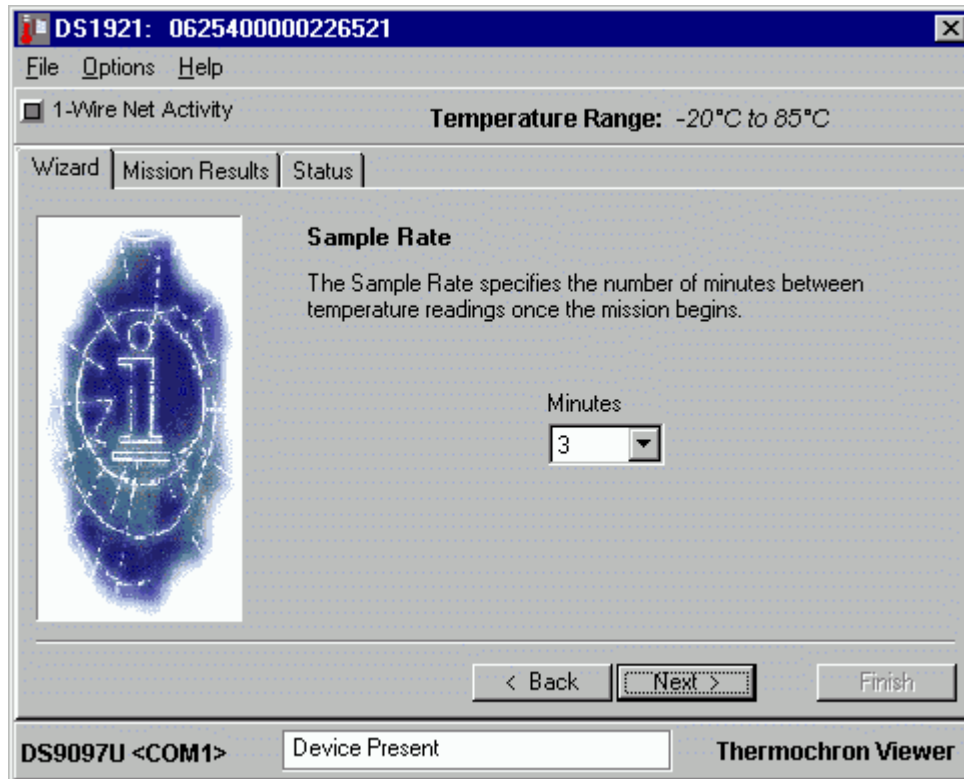 DS1921: 0625400000226521
File Options Help
1-Wire Net Activity
Temperature Range: -20°C to 85°C
Wizard Mission Results Status
Sample Rate
The Sample Rate specifies the number of minutes between
temperature readings once the mission begins.
Minutes
3
< Back Next > Finish
DS9097U <COM1> Device Present Thermochron Viewer